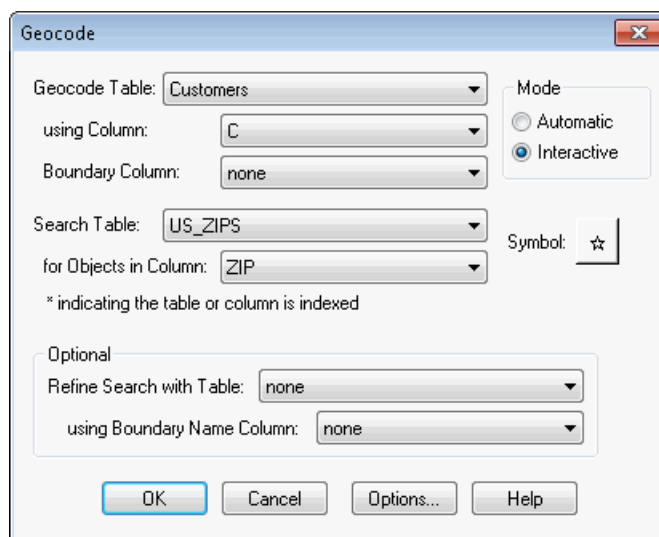 Geocode
Geocode Table: Customers
using Column: C
Boundary Column: none
Mode
Automatic
Interactive
Search Table: US_ZIPS
for Objects in Column: ZIP
* indicating the table or column is indexed
Symbol:
Optional
Refine Search with Table: none
using Boundary Name Column: none
OK Cancel Options... Help